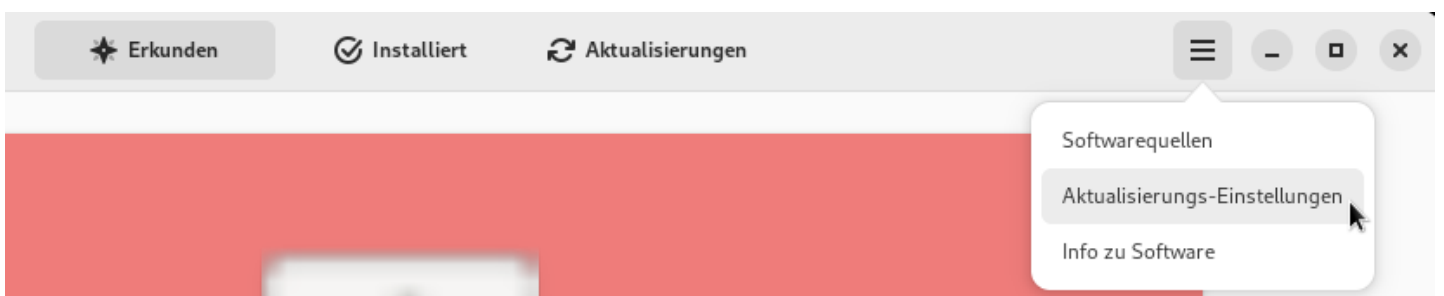 Erkunden Installiert Aktualisierungen
Softwarequellen
Aktualisierungs-Einstellungen
Info zu Software